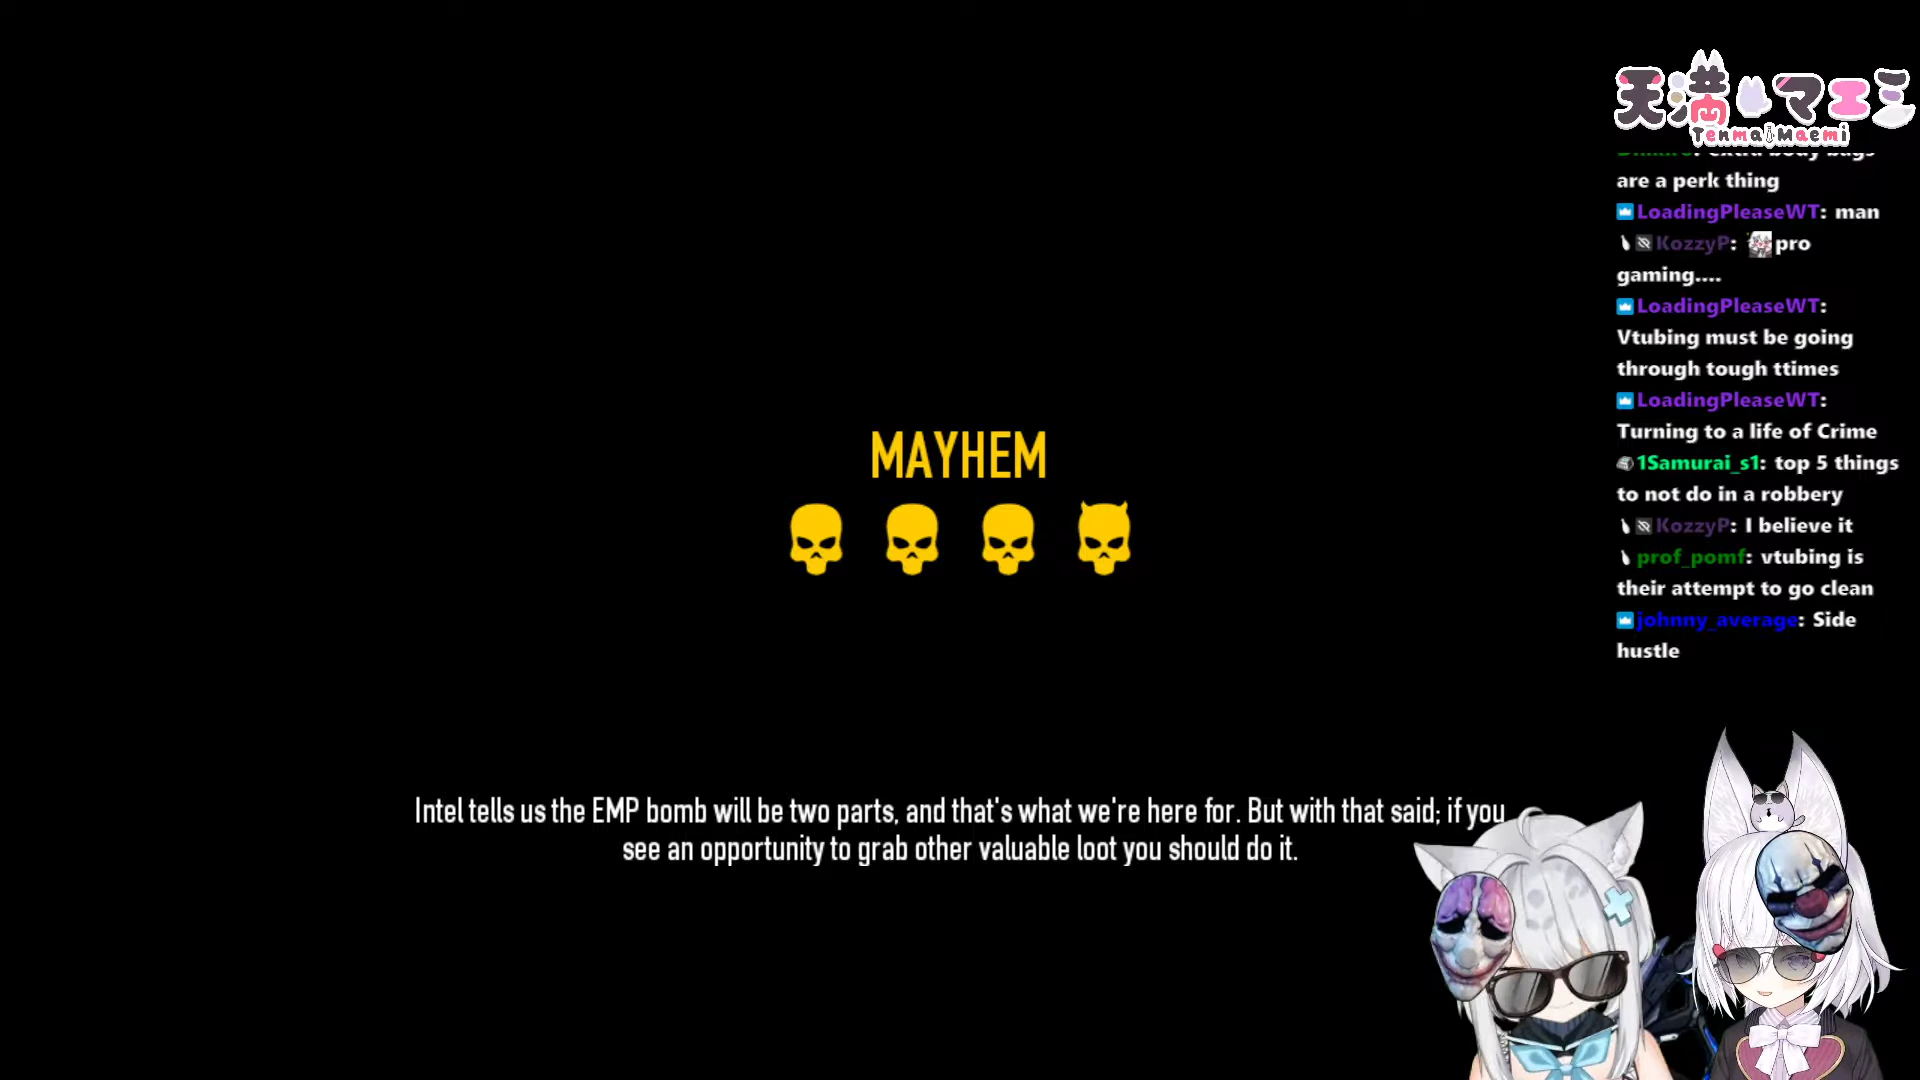 天満マエミ
Tenma Maemi
extra body bags
are a perk thing
LoadingPleaseWT: man
KozzyP: pro
gaming....
LoadingPleaseWT:
Vtubing must be going
through tough ttimes
LoadingPleaseWT:
Turning to a life of Crime
1Samurai_s1: top 5 things
to not do in a robbery
KozzyP: I believe it
prof_pomf: vtubing is
their attempt to go clean
johnny_average: Side
hustle
MAYHEM
Intel tells us the EMP bomb will be two parts, and that's what we're here for. But with that said; if you
see an opportunity to grab other valuable loot you should do it.